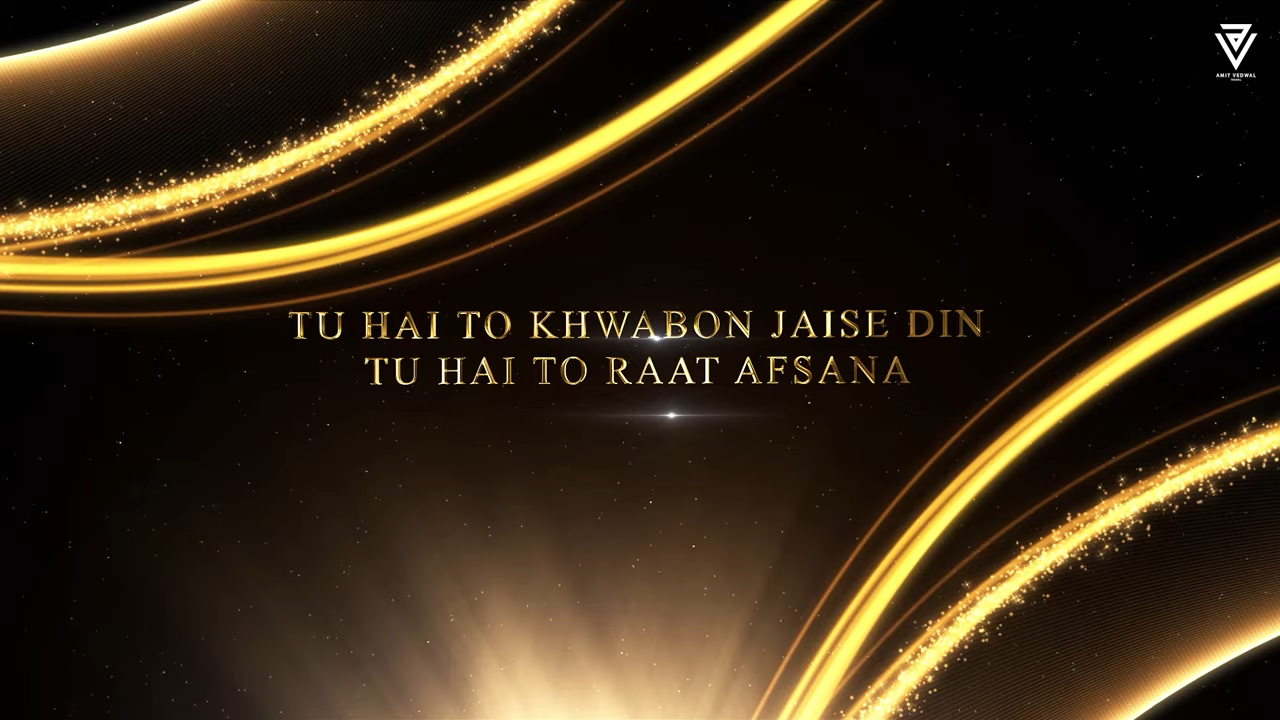 AMIT VEDWAL
TU HAI TO KHWABON JAISE DIN
TU HAI TO RAAT AFSANA